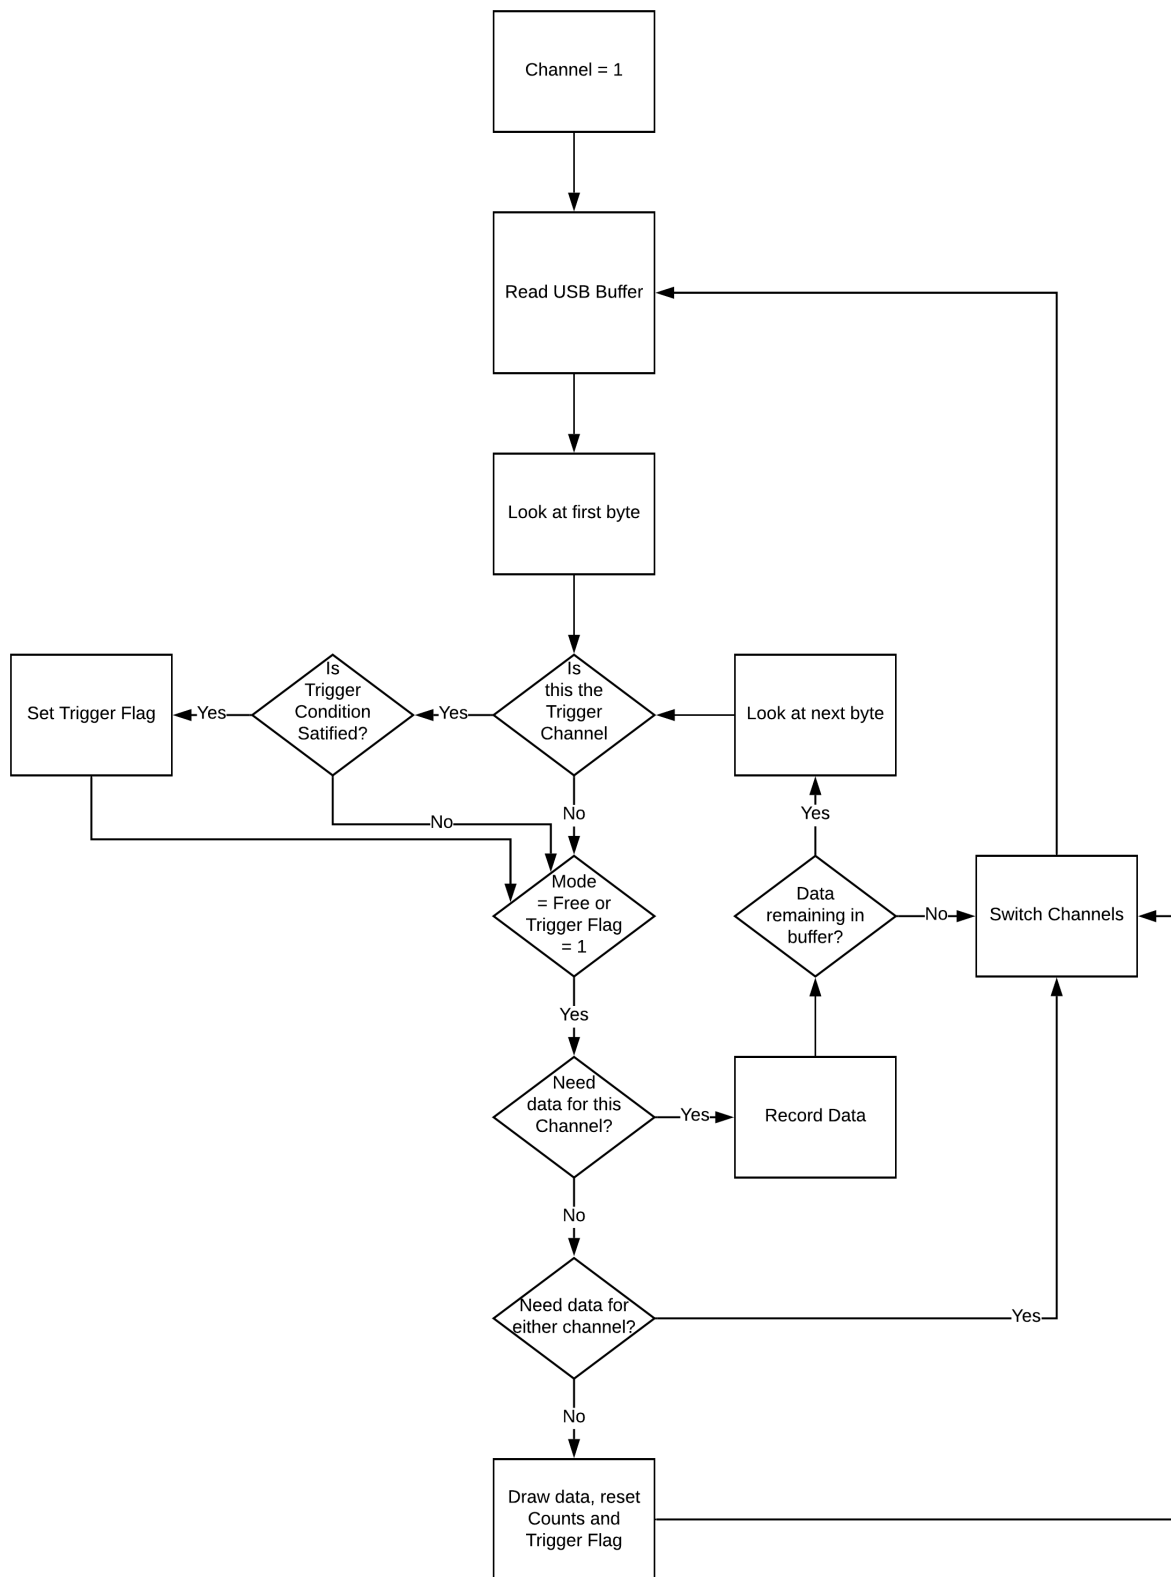 Channel = 1
Read USB Buffer
Look at first byte
Set Trigger Flag
Yes
Is
Trigger
Condition
Satified?
Yes
Is
this the
Trigger
Channel
Look at next byte
No
No
Yes
Mode
= Free or
Trigger Flag
= 1
Data
remaining in
buffer?
No
Switch Channels
Yes
Need
data for this
Channel?
Yes
Record Data
No
Need data for
either channel?
Yes
No
Draw data, reset
Counts and
Trigger Flag